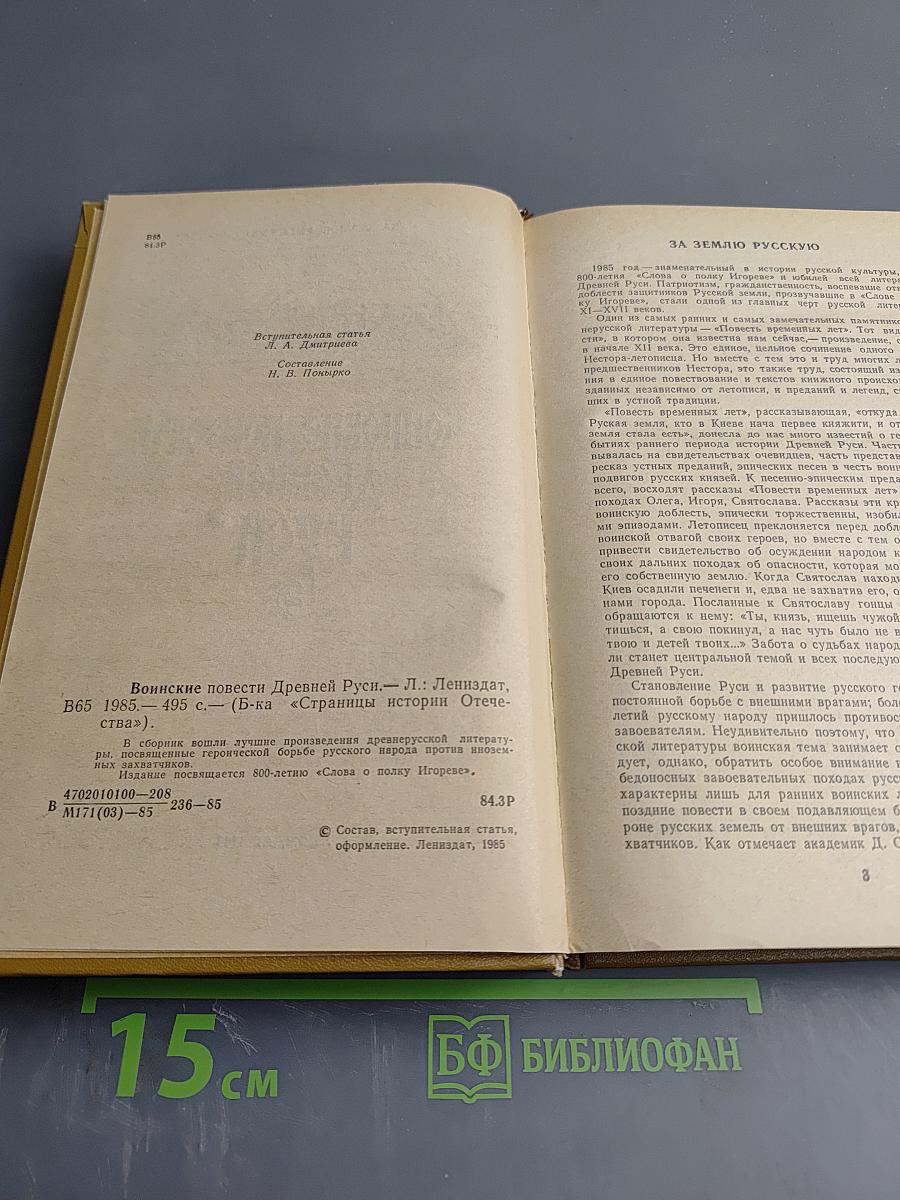 В65
84.3Р
Вступительная статья
Л. А. Дмитриева
Составление
Н. В. Понырко
Воинские повести Древней Руси.— Л.: Лениздат,
В65 1985.— 495 с.— (Б-ка «Страницы истории Отече-
ства»).
В сборник вошли лучшие произведения древнерусской литерату-
ры, посвященные героической борьбе русского народа против инозем-
ных захватчиков.
Издание посвящается 800-летию «Слова о полку Игореве».
В 4702010100—208
М171(03)—85 236—85
84.3Р
© Состав, вступительная статья,
оформление. Лениздат, 1985
ЗА ЗЕМЛЮ РУССКУЮ
1985 год — знаменательный в истории русской культуры,
800-летия «Слова о полку Игореве» и юбилей всей литера
Древней Руси. Патриотизм, гражданственность, воспевание отв
доблести защитников Русской земли, прозвучавшие в «Слове
ку Игореве», стали одной из главных черт русской лите
XI—XVII веков.
Один из самых ранних и самых замечательных памятнико
нерусской литературы — «Повесть временных лет». Тот вид
сти», в котором она известна нам сейчас,— произведение, с
в начале XII века. Это единое, цельное сочинение одного
Нестора-летописца. Но вместе с тем это и труд многих л
предшественников Нестора, это также труд, состоящий из
ния в единое повествование и текстов книжного происхо
зданных независимо от летописи, и преданий и легенд, с
ших в устной традиции.
«Повесть временных лет», рассказывающая, «откуда
Руская земля, кто в Киеве нача первее княжити, и от
земля стала есть», донесла до нас много известий о ге
бытиях раннего периода истории Древней Руси. Часть
вывалась на свидетельствах очевидцев, часть представ
ресказ устных преданий, эпических песен в честь воин
подвигов русских князей. К песенно-эпическим преда
всего, восходят рассказы «Повести временных лет»
походах Олега, Игоря, Святослава. Рассказы эти кр
воинскую доблесть, эпически торжественны, изобил
ми эпизодами. Летописец преклоняется перед добл
воинской отвагой своих героев, но вместе с тем о
привести свидетельство об осуждении народом к
своих дальних походах об опасности, которая мо
его собственную землю. Когда Святослав наход
Киев осадили печенеги и, едва не захватив его, о
нами города. Посланные к Святославу гонцы
обращаются к нему: «Ты, князь, ищешь чужой
тишься, а свою покинул, а нас чуть было не в
твою и детей твоих...» Забота о судьбах народ
ли станет центральной темой и всех последую
Древней Руси.
Становление Руси и развитие русского го
постоянной борьбе с внешними врагами; бол
летий русскому народу пришлось противос
завоевателям. Неудивительно поэтому, что
ской литературы воинская тема занимает с
дует, однако, обратить особое внимание н
бедоносных завоевательных походах русс
характерны лишь для ранних воинских л
поздние повести в своем подавляющем б
роне русских земель от внешних врагов,
хватчиков. Как отмечает академик Д. С
3
15 см
БФ БИБЛИОФАН